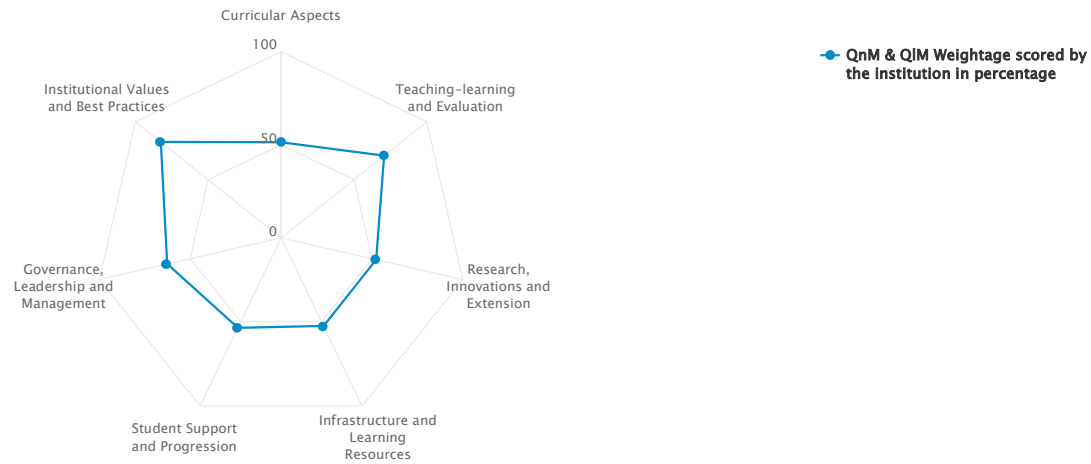 Curricular Aspects
100
Institutional Values
and Best Practices
Teaching-learning
and Evaluation
50
0
Governance,
Leadership and
Management
Research,
Innovations and
Extension
Student Support
and Progression
Infrastructure and
Learning
Resources
QnM & QlM Weightage scored by
the institution in percentage